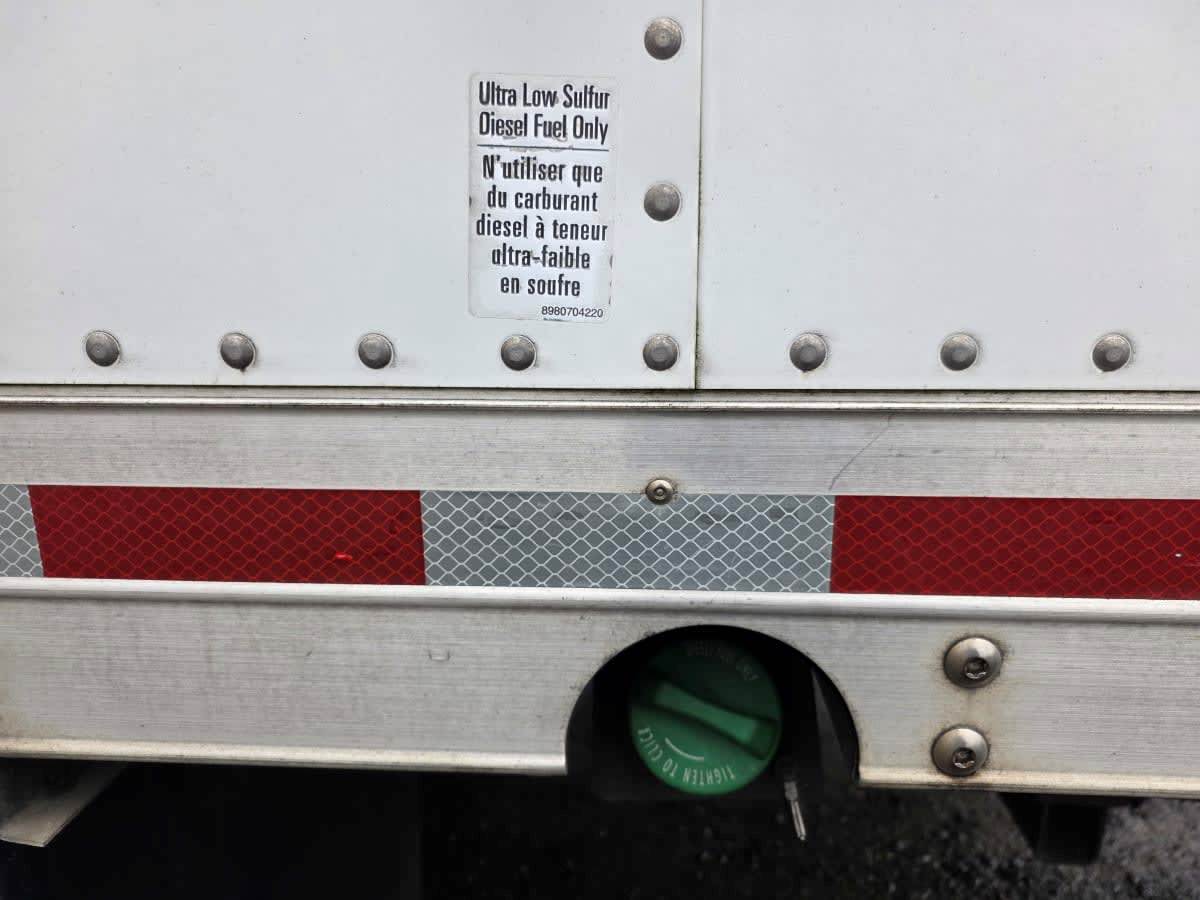 Ultra Low Sulfur
Diesel Fuel Only
N'utiliser que
du carburant
diesel à teneur
ultra-faible
en soufre
8980704220
TIGHTEN TO CLICK